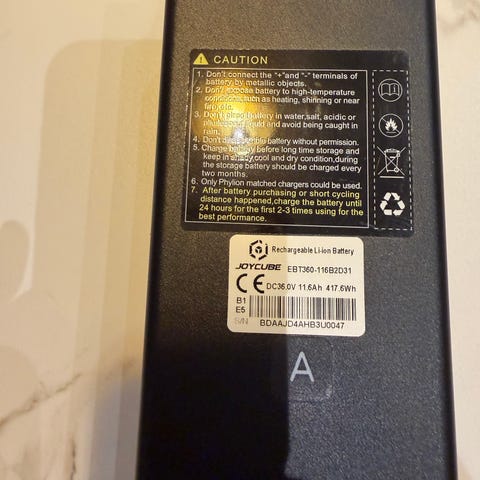 CAUTION
1. Don't connect the "+"and "-" terminals of
battery by metallic objects.
2. Don't expose battery to high-temperature
conditions,such as heating, shinning or near
fire,etc.
3. Don't battery in water,salt, acidic or
liquid and avoid being caught in
rain.
4. Don't battery without permission.
5. Charge battery before long time storage and
keep in shady,cool and dry condition,during
the storage battery should be charged every
two months.
6. Only Phylion matched chargers could be used.
7. After battery purchasing or short cycling
distance happened,charge the battery until
24 hours for the first 2-3 times using for the
best performance.
Rechargeable Li-ion Battery
JOYCUBE EBT360-116B2D31
CE DC36.0V 11.6Ah 417.6Wh
B1
E5
S/N BDAAJD4AHB3U0047
A